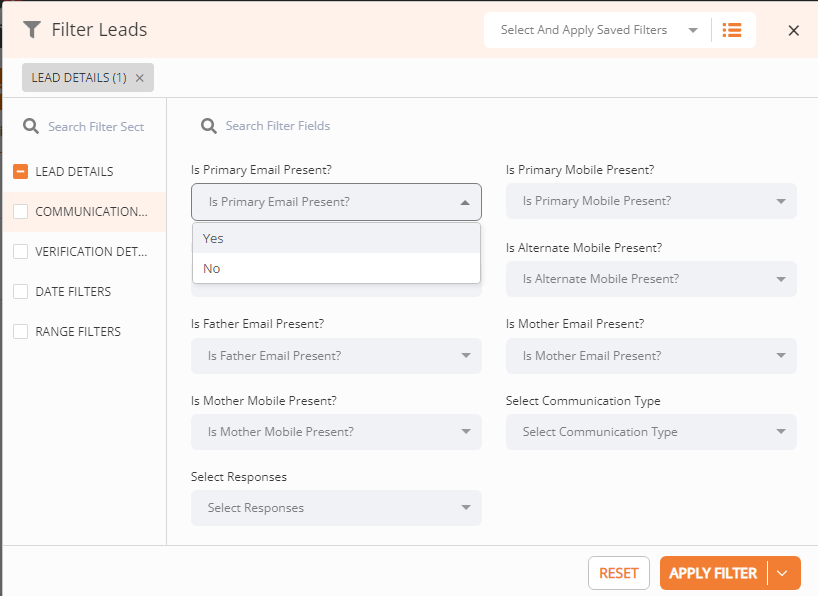 Filter Leads
Select And Apply Saved Filters
LEAD DETAILS (1) ×
Search Filter Sect
Search Filter Fields
LEAD DETAILS
COMMUNICATION...
VERIFICATION DET...
DATE FILTERS
RANGE FILTERS
Is Primary Email Present?
Is Primary Mobile Present?
Is Primary Email Present?
Is Primary Mobile Present?
Yes
No
Is Alternate Mobile Present?
Is Alternate Mobile Present?
Is Father Email Present?
Is Mother Email Present?
Is Father Email Present?
Is Mother Email Present?
Is Mother Mobile Present?
Select Communication Type
Is Mother Mobile Present?
Select Communication Type
Select Responses
Select Responses
RESET
APPLY FILTER